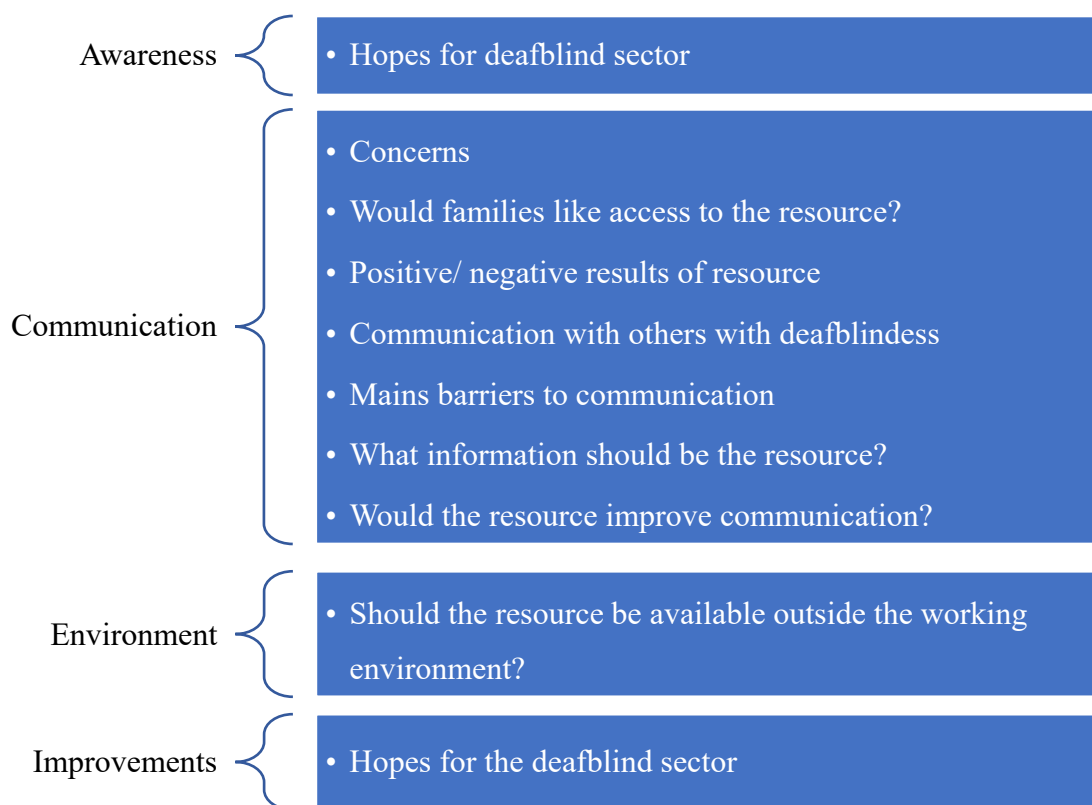 Awareness
• Hopes for deafblind sector
Communication
• Concerns
• Would families like access to the resource?
• Positive/ negative results of resource
• Communication with others with deafblindess
• Mains barriers to communication
• What information should be the resource?
• Would the resource improve communication?
Environment
• Should the resource be available outside the working
environment?
Improvements
• Hopes for the deafblind sector